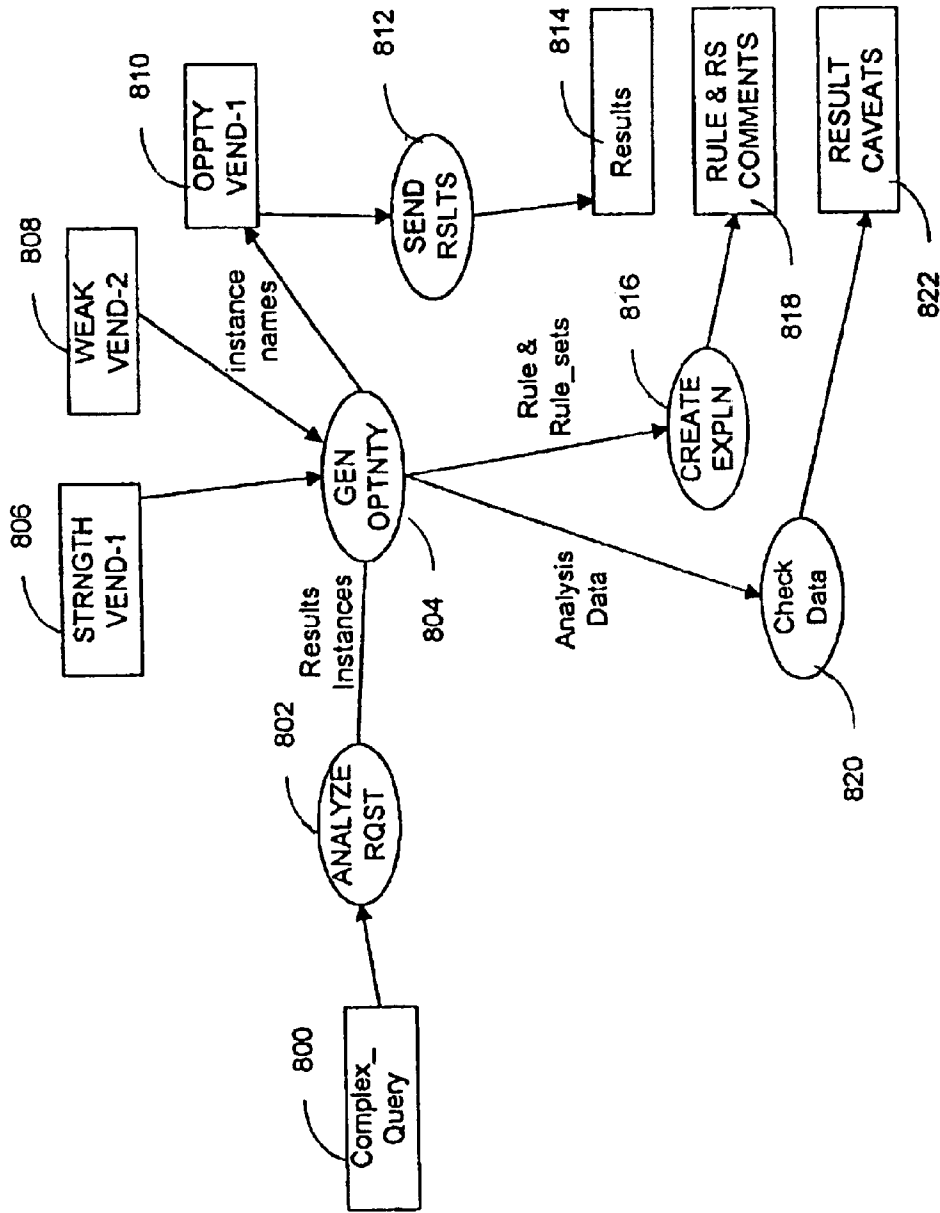 800
Complex_
Query
802
ANALYZE
RQST
Results
Instances
806
STRNGTH
VEND-1
808
WEAK
VEND-2
GEN
OPTNTY
804
instance
names
810
OPPTY
VEND-1
812
SEND
RSLTS
814
Results
Rule &
Rule_sets
816
CREATE
EXPLN
RULE & RS
COMMENTS
818
Analysis
Data
Check
Data
820
RESULT
CAVEATS
822